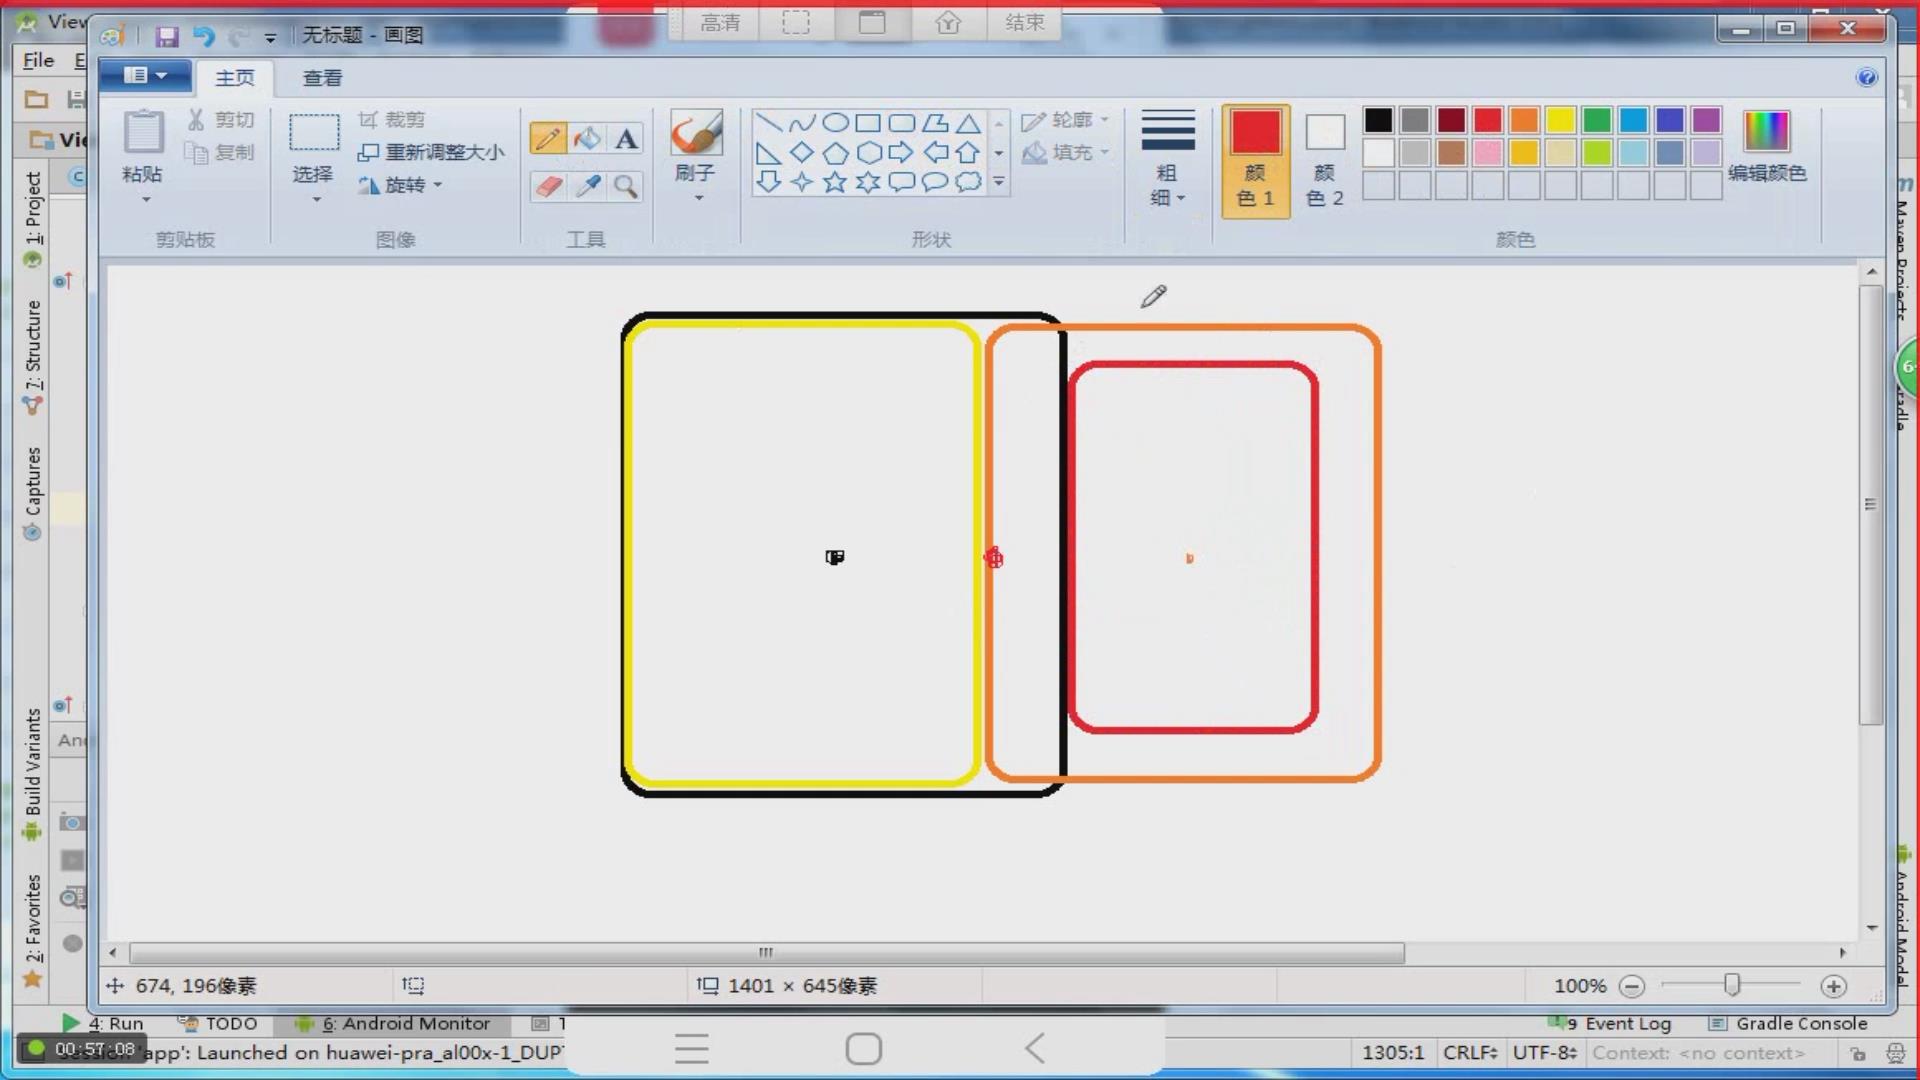 View
无标题 - 画图
高清
结束
File
E
主页
查看
Vie
粘贴
剪切
复制
选择
裁剪
重新调整大小
旋转
A
刷子
轮廓
填充
粗
细
颜
色 1
颜
色 2
编辑颜色
剪贴板
图像
工具
形状
颜色
1: Project
7: Structure
Captures
Build Variants
2: Favorites
And
Maven Projects
Gradle
Android Model
674, 196像素
1401 × 645像素
100%
4: Run
TODO
6: Android Monitor
T
9 Event Log
Gradle Console
00:57:08
'app': Launched on huawei-pra_al00x-1_DUP
1305:1
CRLF
UTF-8
Context: <no context>